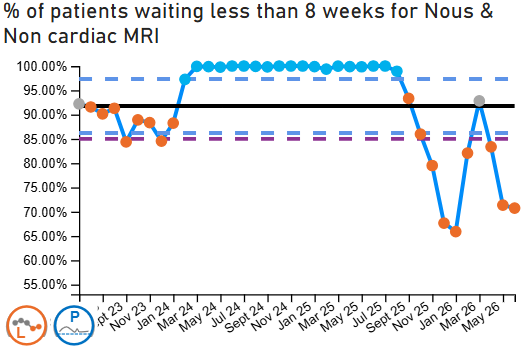 % of patients waiting less than 8 weeks for Nous &
Non cardiac MRI
100.00%
95.00%
90.00%
85.00%
80.00%
75.00%
70.00%
65.00%
60.00%
55.00%
pt 23
Nov 23
Jan 24
Mar 24
May 24
Jul 24
Sept 24
Nov 24
Jan 25
Mar 25
May 25
Jul 25
Sept 25
Nov 25
Jan 26
Mar 26
May 26
L
P